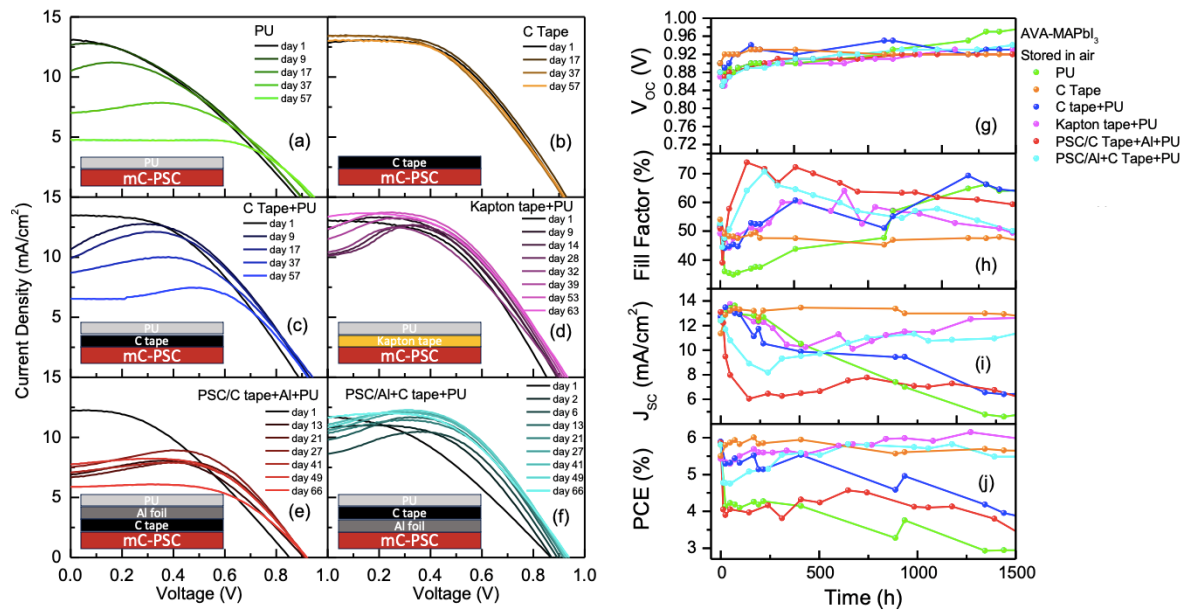 Current Density (mA/cm²)
15
10
5
15
10
5
15
10
5
0
PU
day 1
day 9
day 17
day 37
day 57
(a)
PU
mC-PSC
C Tape
day 1
day 17
day 37
day 57
(b)
C tape
mC-PSC
C Tape+PU
day 1
day 9
day 17
day 37
day 57
(c)
PU
C tape
mC-PSC
Kapton tape+PU
day 1
day 9
day 14
day 28
day 32
day 39
day 53
day 63
(d)
PU
Kapton tape
mC-PSC
PSC/C tape+Al+PU
day 1
day 13
day 21
day 27
day 41
day 49
day 66
(e)
PU
Al foil
C tape
mC-PSC
PSC/Al+C tape+PU
day 1
day 2
day 6
day 13
day 21
day 27
day 41
day 49
day 66
(f)
PU
C tape
Al foil
mC-PSC
0.0 0.2 0.4 0.6 0.8 1.0 0.2 0.4 0.6 0.8 1.0
Voltage (V) Voltage (V)
V_OC (V)
1.00
0.96
0.92
0.88
0.84
0.80
0.76
0.72
(g)
Fill Factor (%)
70
60
50
40
(h)
J_SC (mA/cm²)
14
12
10
8
6
4
(i)
PCE (%)
6
5
4
3
(j)
0 500 1000 1500
Time (h)
AVA-MAPbI₃
Stored in air
PU
C Tape
C tape+PU
Kapton tape+PU
PSC/C Tape+Al+PU
PSC/Al+C Tape+PU